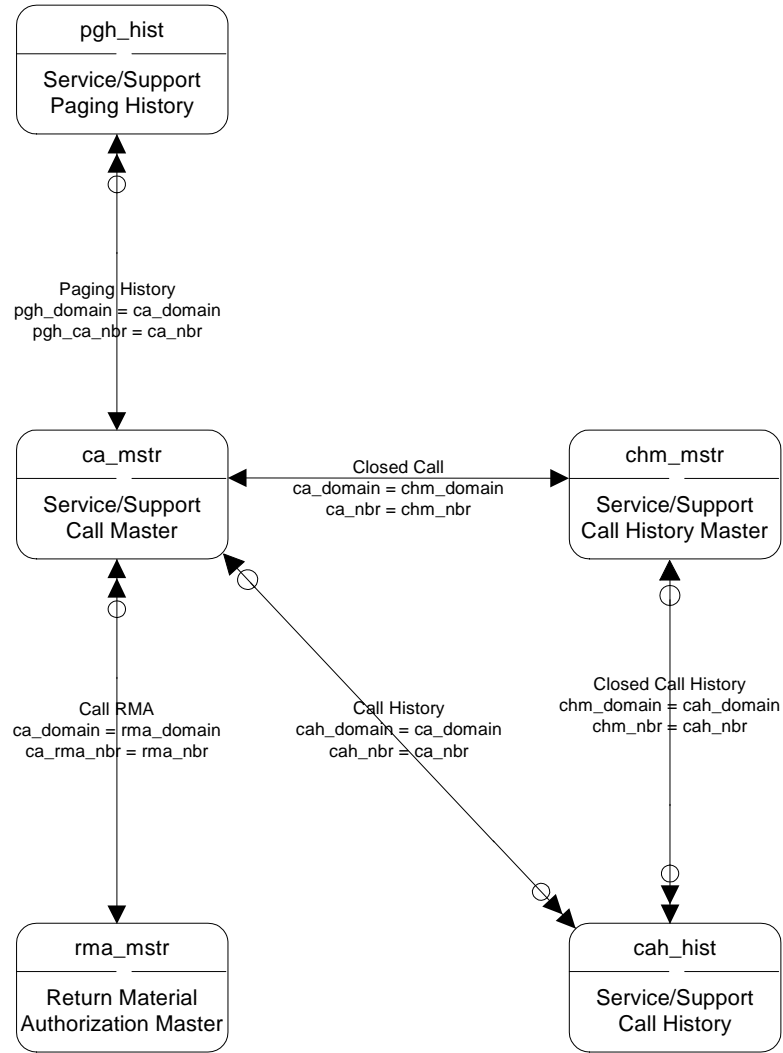 pgh_hist
Service/Support
Paging History
Paging History
pgh_domain = ca_domain
pgh_ca_nbr = ca_nbr
ca_mstr
Service/Support
Call Master
Closed Call
ca_domain = chm_domain
ca_nbr = chm_nbr
chm_mstr
Service/Support
Call History Master
Call RMA
ca_domain = rma_domain
ca_rma_nbr = rma_nbr
Call History
cah_domain = ca_domain
cah_nbr = ca_nbr
Closed Call History
chm_domain = cah_domain
chm_nbr = cah_nbr
rma_mstr
Return Material
Authorization Master
cah_hist
Service/Support
Call History